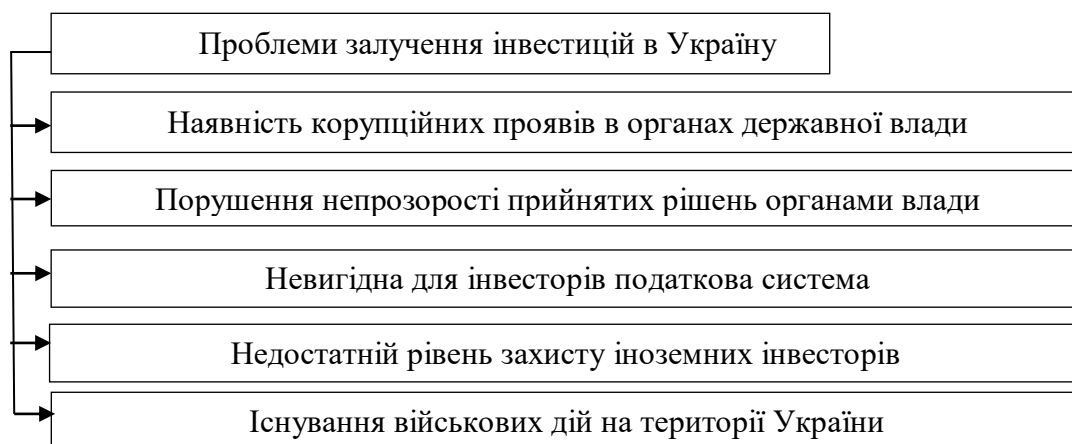 Проблеми залучення інвестицій в Україну
Наявність корупційних проявів в органах державної влади
Порушення непрозорості прийнятих рішень органами влади
Невигідна для інвесторів податкова система
Недостатній рівень захисту іноземних інвесторів
Існування військових дій на території України